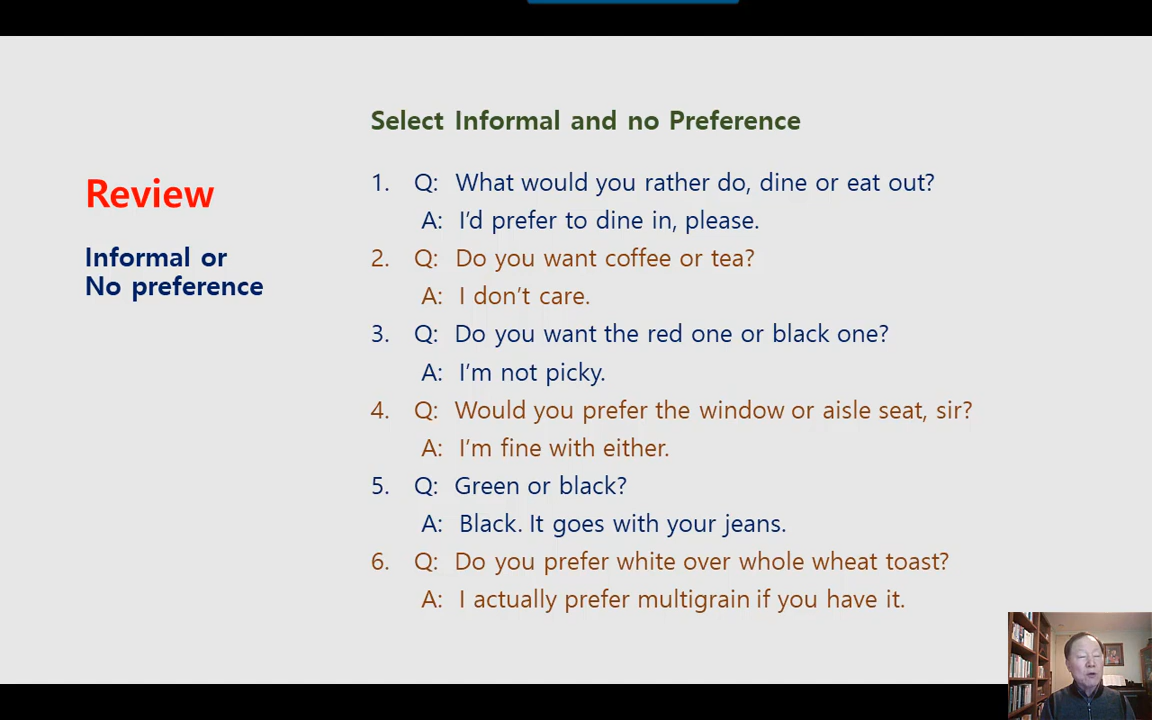 Select Informal and no Preference
Review
Informal or
No preference
1. Q: What would you rather do, dine or eat out?
A: I’d prefer to dine in, please.
2. Q: Do you want coffee or tea?
A: I don’t care.
3. Q: Do you want the red one or black one?
A: I’m not picky.
4. Q: Would you prefer the window or aisle seat, sir?
A: I’m fine with either.
5. Q: Green or black?
A: Black. It goes with your jeans.
6. Q: Do you prefer white over whole wheat toast?
A: I actually prefer multigrain if you have it.